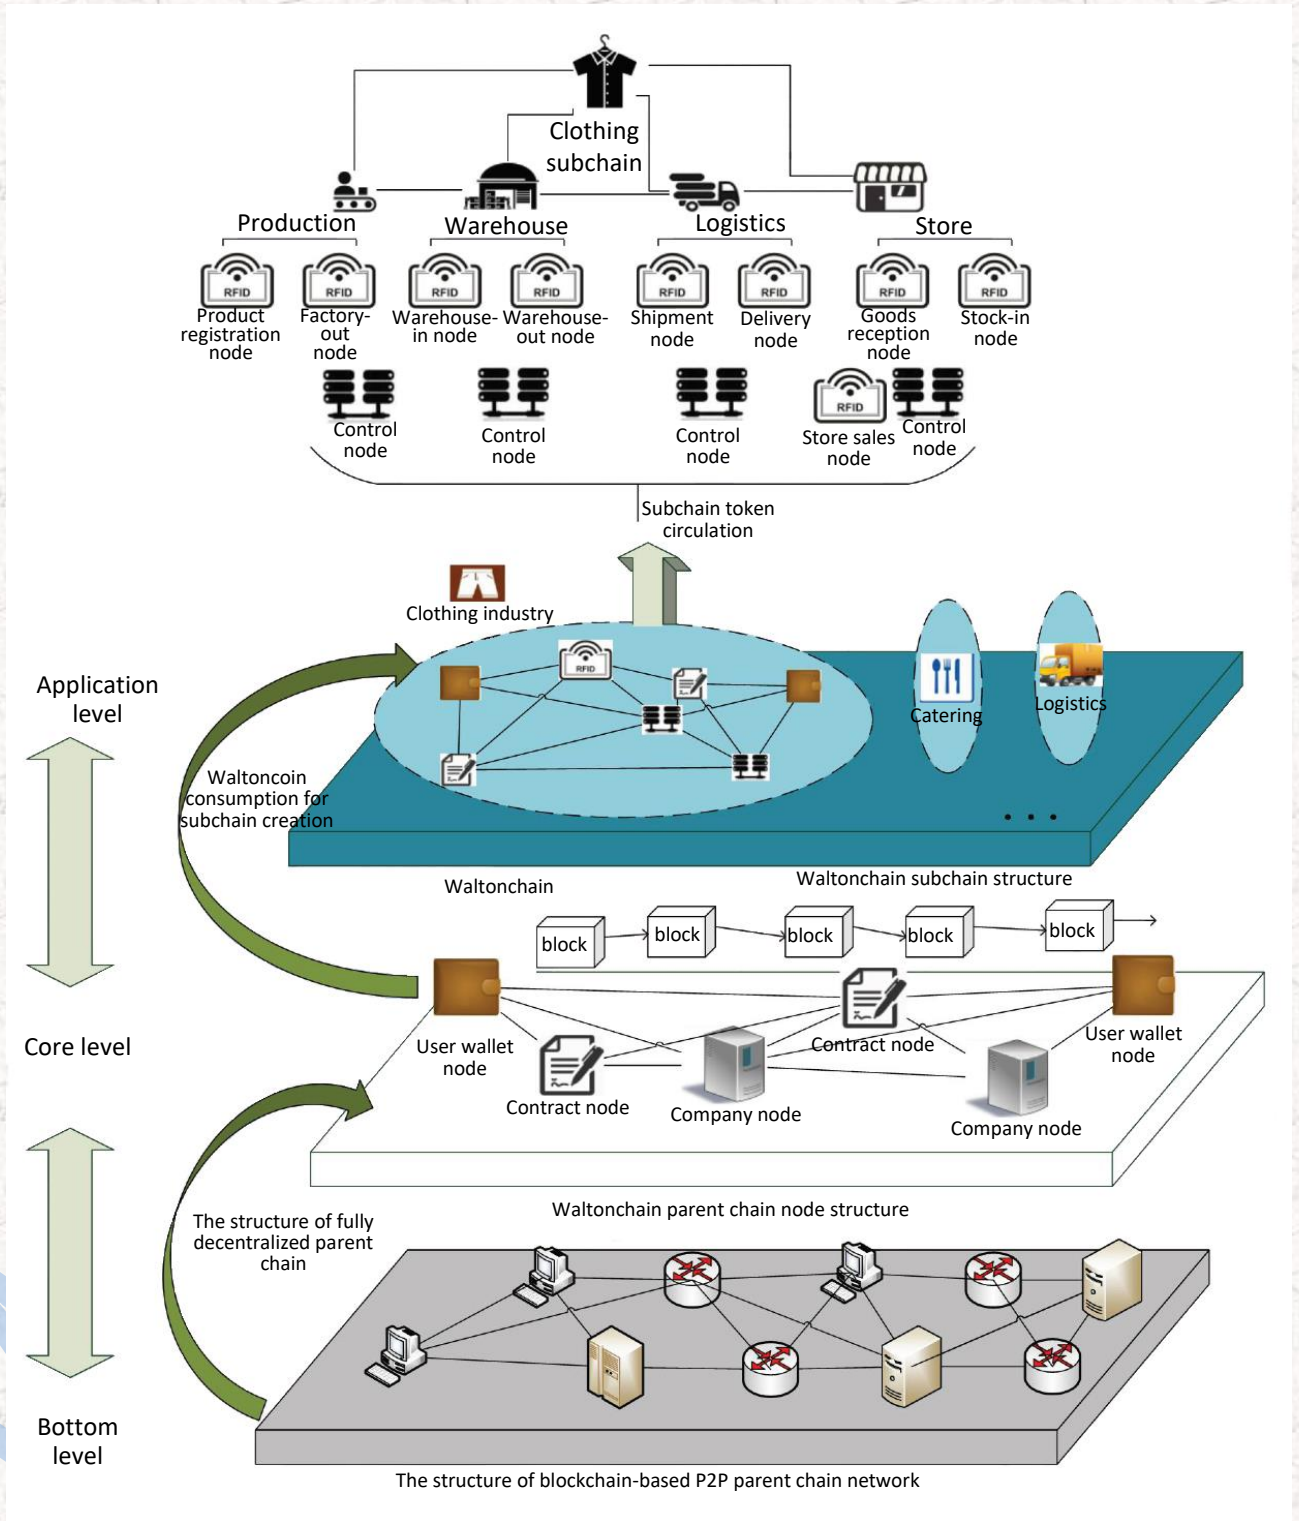 Clothing
subchain
Production
Warehouse
Logistics
Store
RFID
RFID
RFID
RFID
RFID
RFID
RFID
RFID
Product
registration
node
Factory-
out
node
Warehouse-
in node
Warehouse-
out node
Shipment
node
Delivery
node
Goods
reception
node
Stock-in
node
Control
node
Control
node
Control
node
RFID
Store sales
node
Control
node
Subchain token
circulation
Clothing industry
RFID
Catering
Logistics
Application
level
Waltoncoin
consumption for
subchain creation
. . .
Waltonchain
Waltonchain subchain structure
block
block
block
block
block
Core level
User wallet
node
Contract node
Company node
Contract node
Company node
User wallet
node
Waltonchain parent chain node structure
The structure of fully
decentralized parent
chain
Bottom
level
The structure of blockchain-based P2P parent chain network